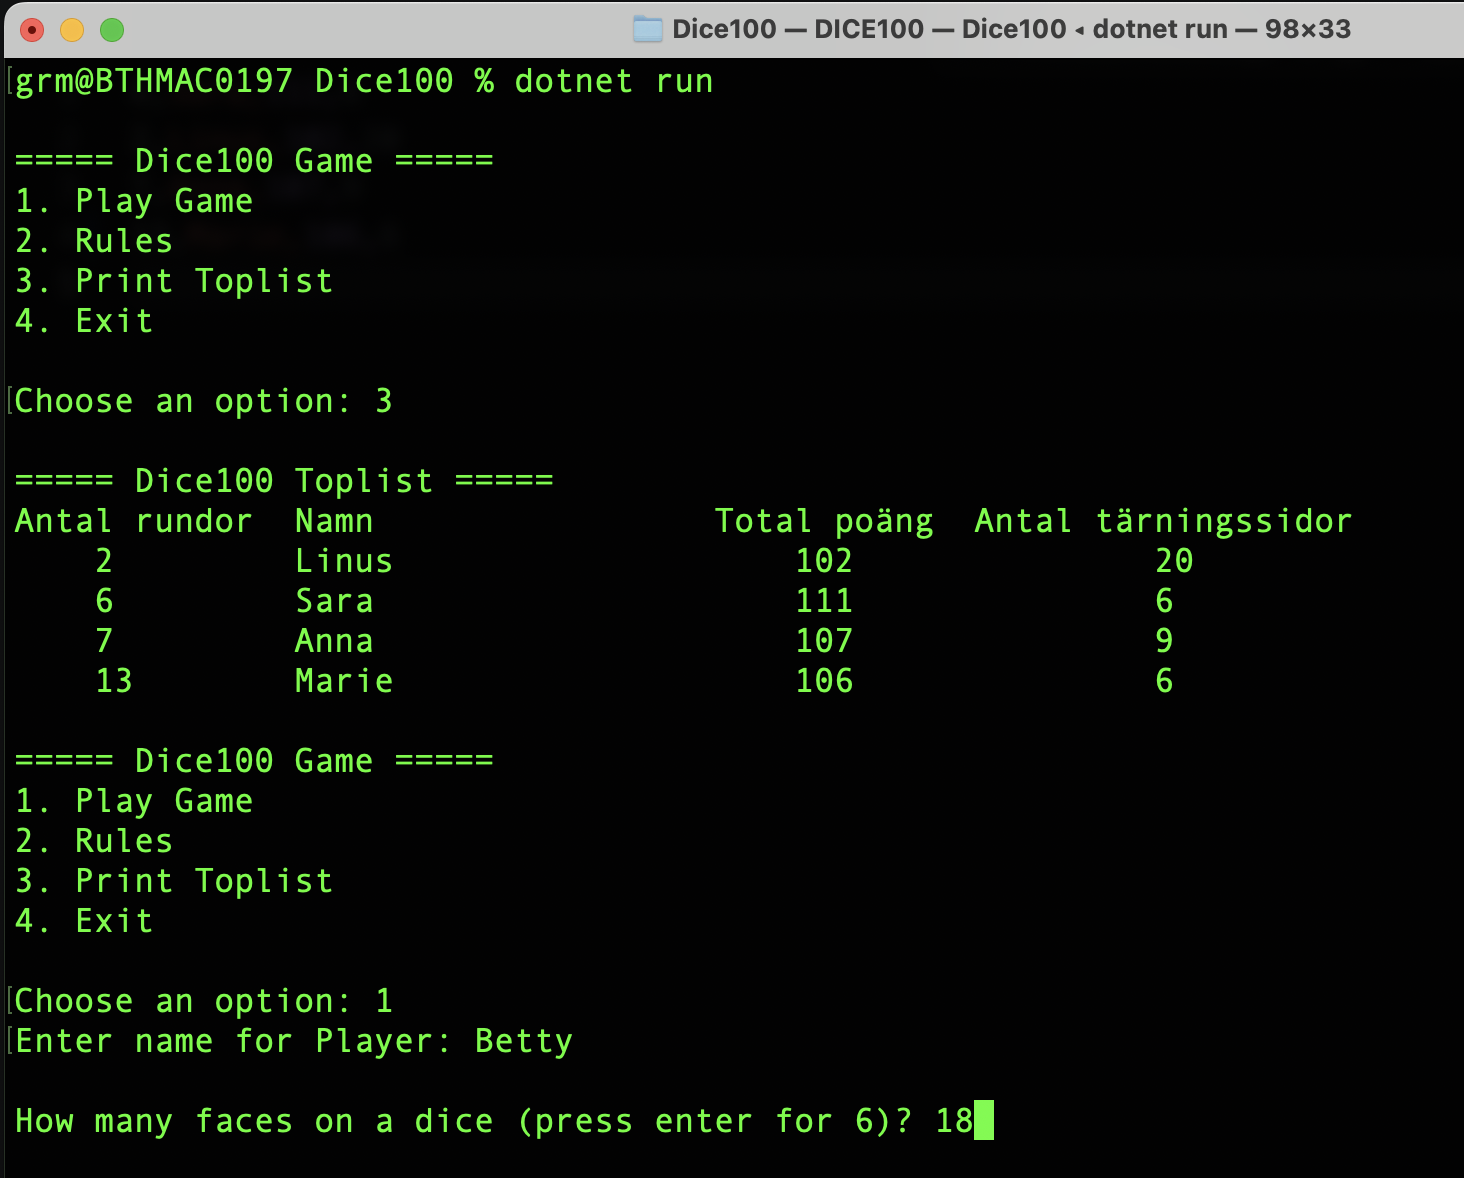 Dice100 — DICE100 — Dice100 ◂ dotnet run — 98×33
grm@BTHMAC0197 Dice100 % dotnet run
===== Dice100 Game =====
1. Play Game
2. Rules
3. Print Toplist
4. Exit
Choose an option: 3
===== Dice100 Toplist =====
Antal rundor  Namn                 Total poäng  Antal tärningssidor
    2         Linus                    102               20
    6         Sara                     111               6
    7         Anna                     107               9
    13        Marie                    106               6
===== Dice100 Game =====
1. Play Game
2. Rules
3. Print Toplist
4. Exit
Choose an option: 1
Enter name for Player: Betty
How many faces on a dice (press enter for 6)? 18